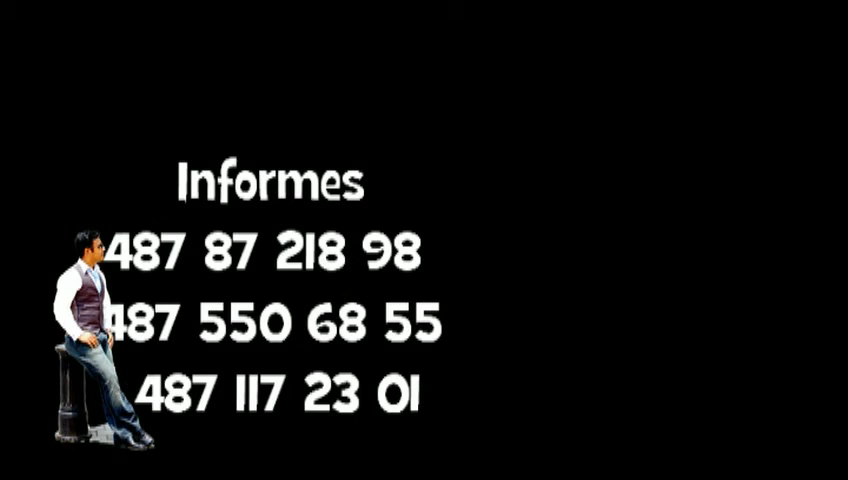 Informes
487 87 218 98
487 550 68 55
487 117 23 01